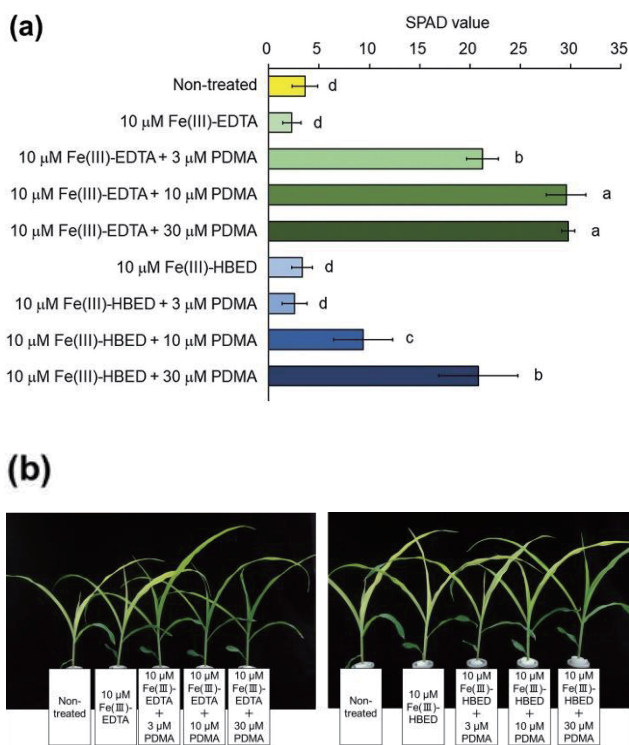 (a)
SPAD value
0 5 10 15 20 25 30 35
Non-treated d
10 μM Fe(III)-EDTA d
10 μM Fe(III)-EDTA + 3 μM PDMA b
10 μM Fe(III)-EDTA + 10 μM PDMA a
10 μM Fe(III)-EDTA + 30 μM PDMA a
10 μM Fe(III)-HBED d
10 μM Fe(III)-HBED + 3 μM PDMA d
10 μM Fe(III)-HBED + 10 μM PDMA c
10 μM Fe(III)-HBED + 30 μM PDMA b
(b)
Non-
treated
10 μM
Fe(III)-
EDTA
10 μM
Fe(III)-
EDTA
+
3 μM
PDMA
10 μM
Fe(III)-
EDTA
+
10 μM
PDMA
10 μM
Fe(III)-
EDTA
+
30 μM
PDMA
Non-
treated
10 μM
Fe(III)-
HBED
10 μM
Fe(III)-
HBED
+
3 μM
PDMA
10 μM
Fe(III)-
HBED
+
10 μM
PDMA
10 μM
Fe(III)-
HBED
+
30 μM
PDMA